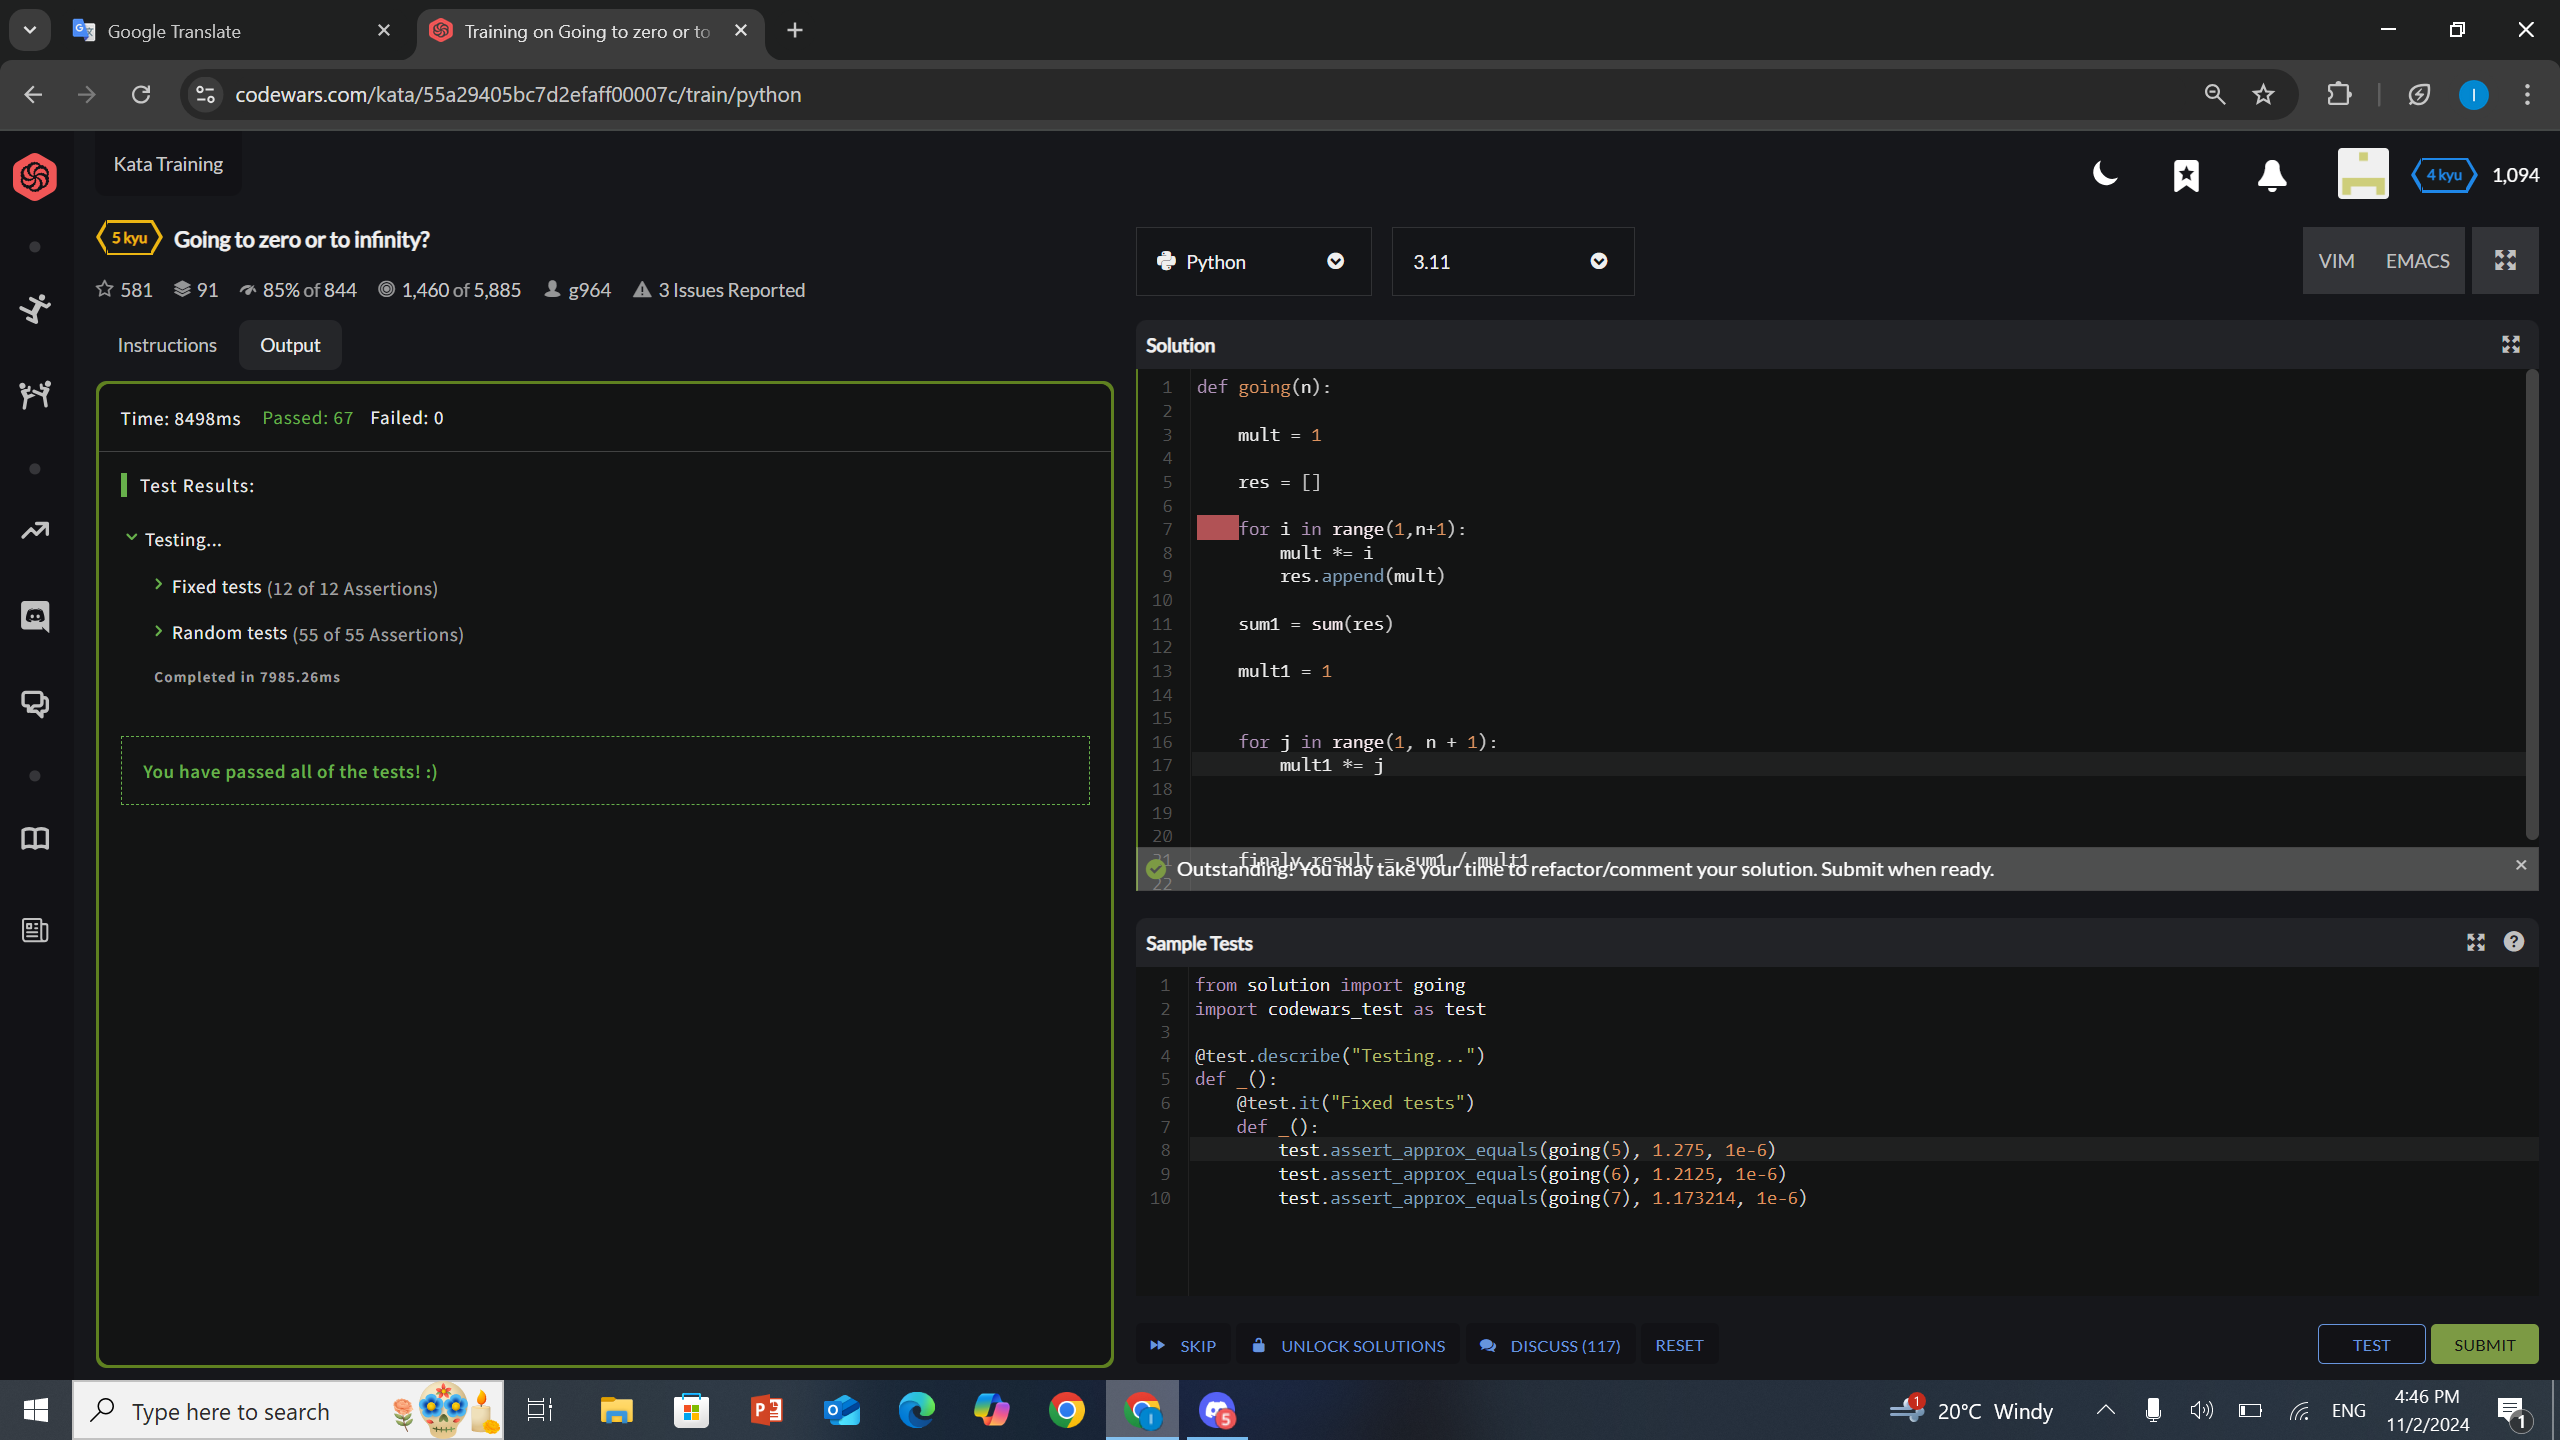 Google Translate
Training on Going to zero or to
codewars.com/kata/55a29405bc7d2efaff00007c/train/python
I
Kata Training
4 kyu
1,094
5 kyu
Going to zero or to infinity?
581
91
85% of 844
1,460 of 5,885
g964
3 Issues Reported
Instructions
Output
Time: 8498ms Passed: 67 Failed: 0
Test Results:
Testing...
Fixed tests (12 of 12 Assertions)
Random tests (55 of 55 Assertions)
Completed in 7985.26ms
You have passed all of the tests! :)
Python
3.11
VIM
EMACS
Solution
1 def going(n):
2
3 mult = 1
4
5 res = []
6
7 for i in range(1,n+1):
8 mult *= i
9 res.append(mult)
10
11 sum1 = sum(res)
12
13 mult1 = 1
14
15
16 for j in range(1, n + 1):
17 mult1 *= j
18
19
20
21 finaly_result = sum1 / mult1
Outstanding! You may take your time to refactor/comment your solution. Submit when ready.
22
Sample Tests
1 from solution import going
2 import codewars_test as test
3
4 @test.describe("Testing...")
5 def _():
6 @test.it("Fixed tests")
7 def _():
8 test.assert_approx_equals(going(5), 1.275, 1e-6)
9 test.assert_approx_equals(going(6), 1.2125, 1e-6)
10 test.assert_approx_equals(going(7), 1.173214, 1e-6)
SKIP
UNLOCK SOLUTIONS
DISCUSS (117)
RESET
TEST
SUBMIT
Type here to search
5
1
20°C Windy
ENG
4:46 PM
11/2/2024
1